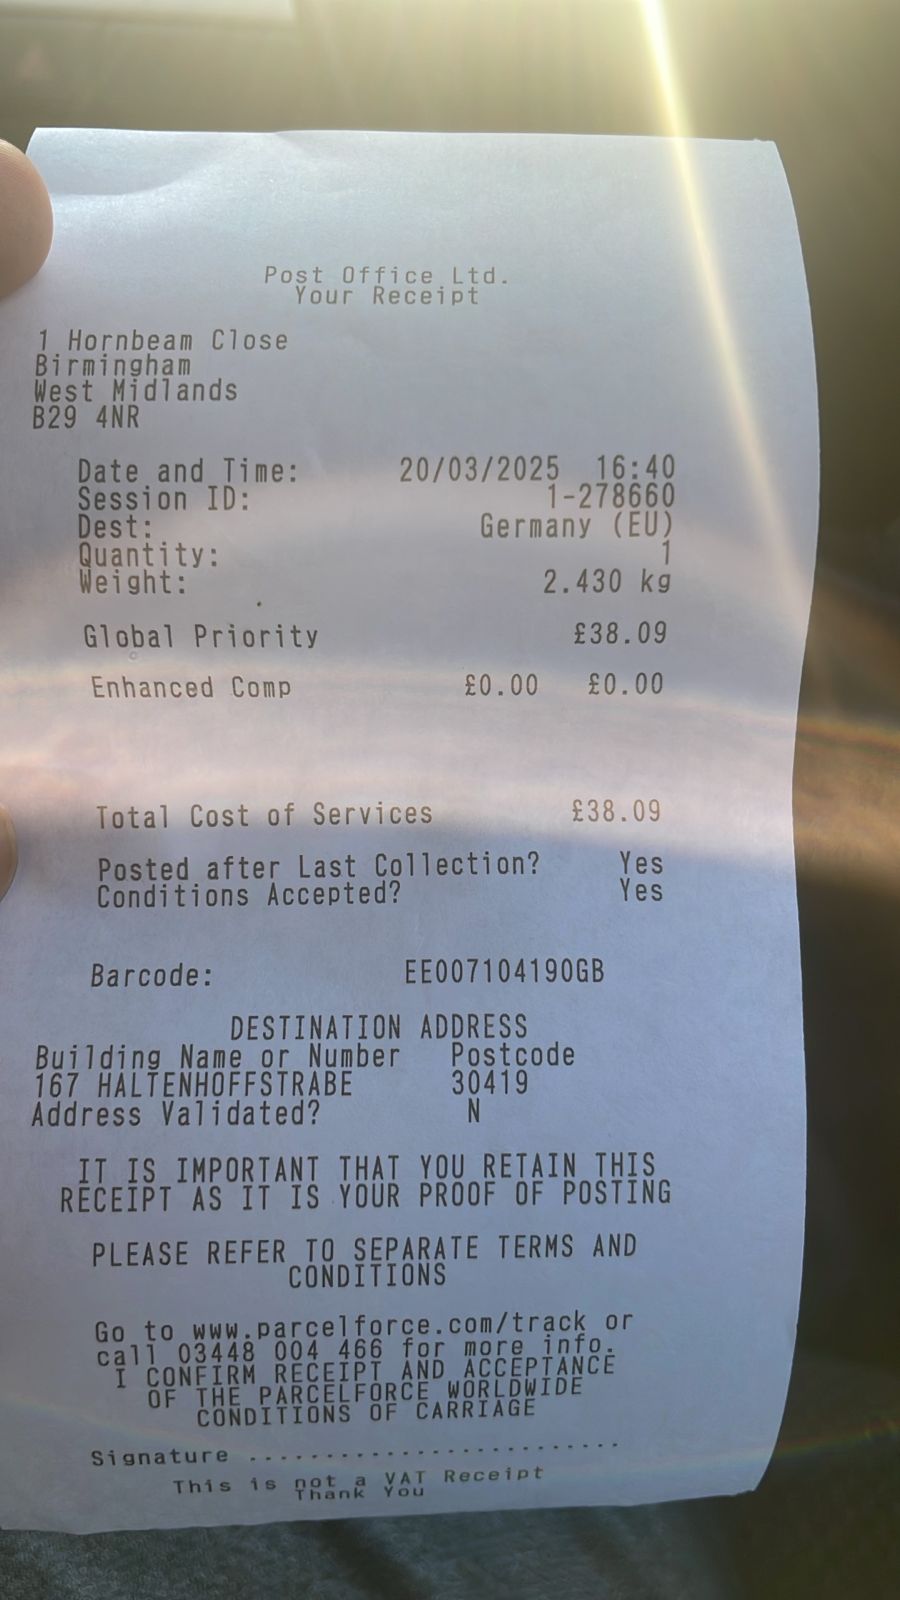 Post Office Ltd.
Your Receipt
1 Hornbeam Close
Birmingham
West Midlands
B29 4NR
Date and Time: 20/03/2025 16:40
Session ID: 1-278660
Dest: Germany (EU)
Quantity: 1
Weight: 2.430 kg
Global Priority £38.09
Enhanced Comp £0.00 £0.00
Total Cost of Services £38.09
Posted after Last Collection? Yes
Conditions Accepted? Yes
Barcode: EE007104190GB
DESTINATION ADDRESS
Building Name or Number Postcode
167 HALTENHOFFSTRABE 30419
Address Validated? N
IT IS IMPORTANT THAT YOU RETAIN THIS
RECEIPT AS IT IS YOUR PROOF OF POSTING
PLEASE REFER TO SEPARATE TERMS AND
CONDITIONS
Go to www.parcelforce.com/track or
call 03448 004 466 for more info.
I CONFIRM RECEIPT AND ACCEPTANCE
OF THE PARCELFORCE WORLDWIDE
CONDITIONS OF CARRIAGE
Signature ........................
This is not a VAT Receipt
Thank You